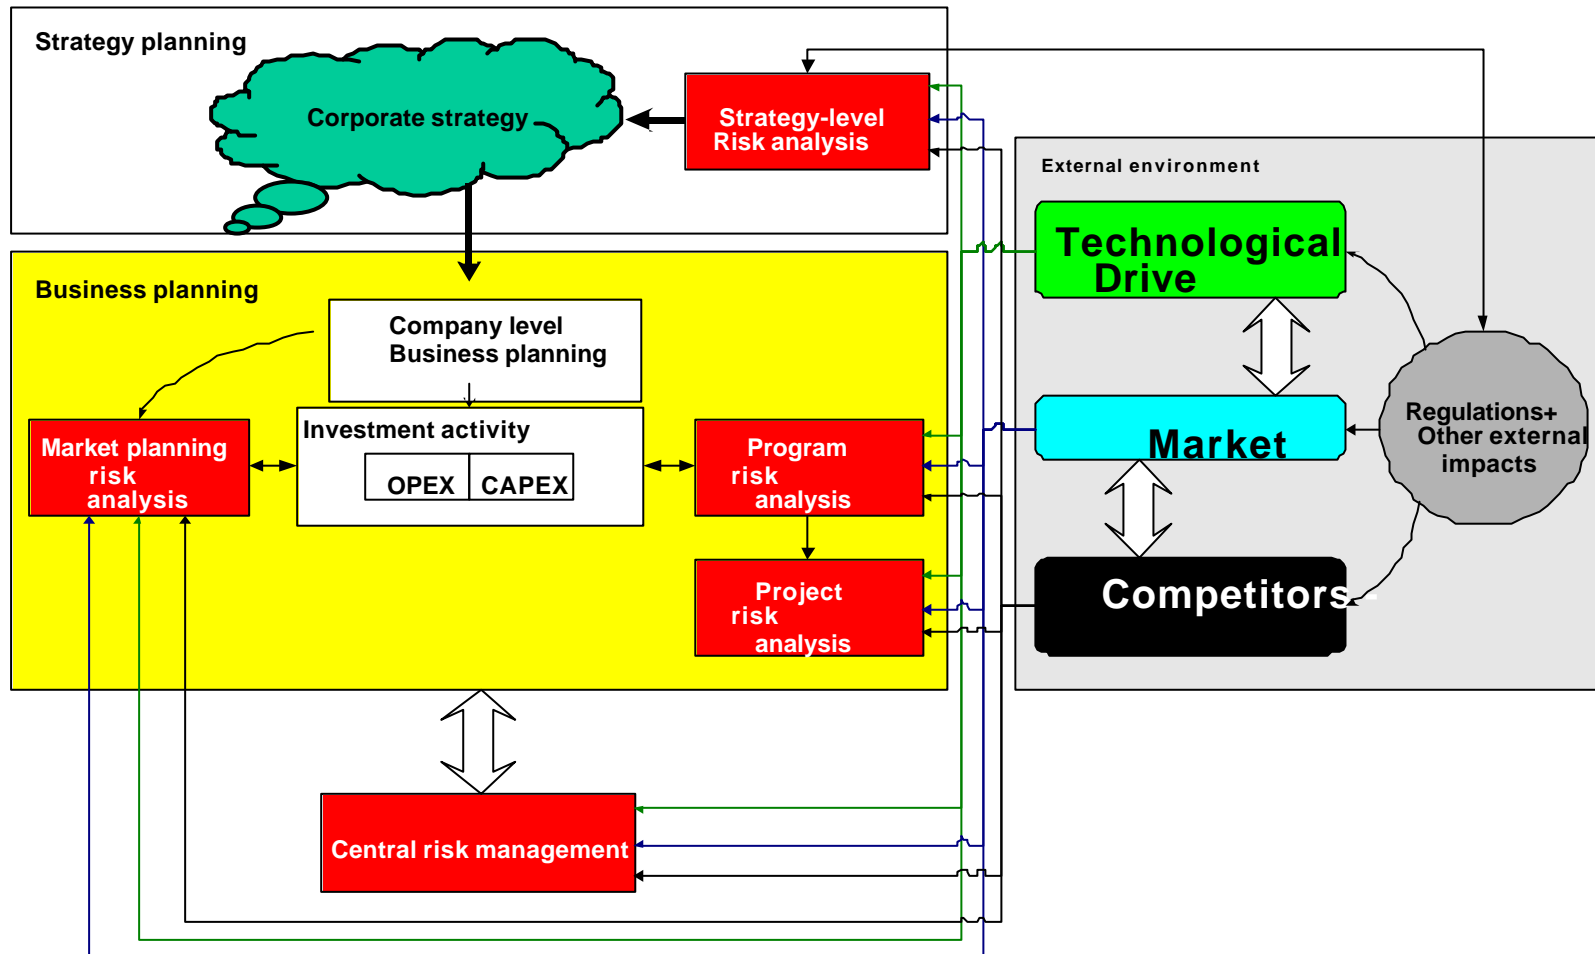 Strategy planning
Corporate strategy
Strategy-level
Risk analysis
External environment
Technological
Drive
Business planning
Company level
Business planning
Regulations+
Other external
impacts
Market
Investment activity
OPEX
CAPEX
Market planning
risk
analysis
Program
risk
analysis
Project
risk
analysis
Competitors-
Central risk management